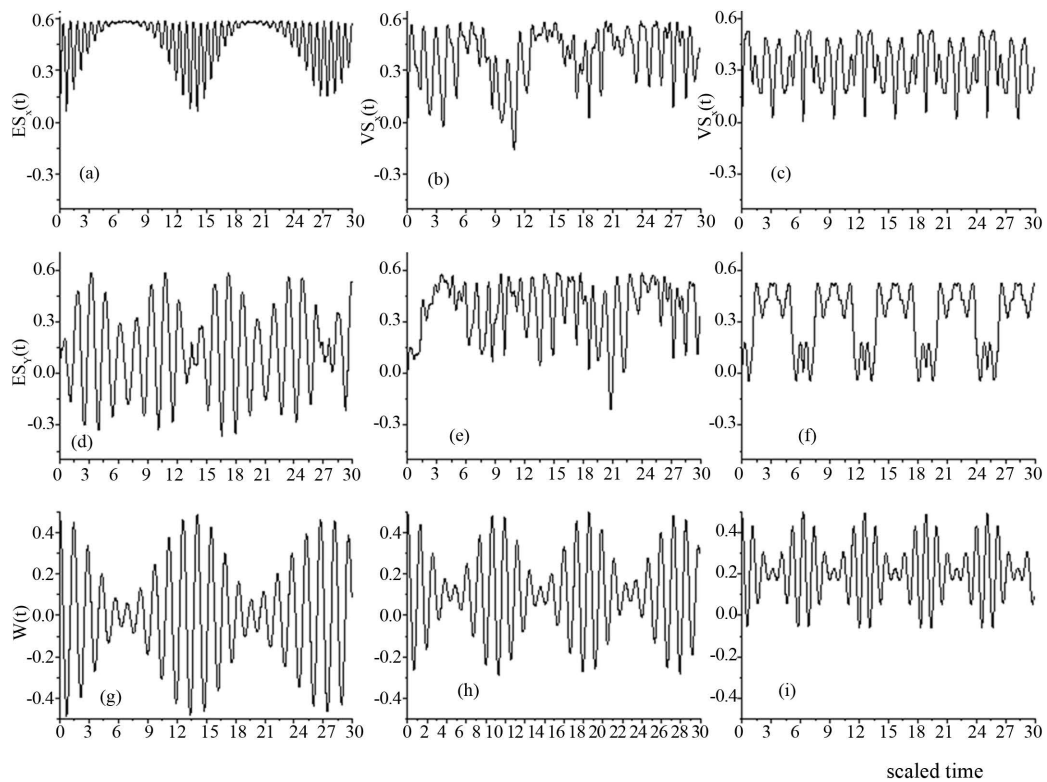 0.6 0.6 0.6
0.3 0.3 0.3
0.0 0.0 0.0
-0.3 -0.3 -0.3
ESx(t) VSx(t) VSx(t)
(a) (b) (c)
0 3 6 9 12 15 18 21 24 27 30 0 3 6 9 12 15 18 21 24 27 30 0 3 6 9 12 15 18 21 24 27 30
0.6 0.6 0.6
0.3 0.3 0.3
0.0 0.0 0.0
-0.3 -0.3 -0.3
ESY(t)
(d) (e) (f)
0 3 6 9 12 15 18 21 24 27 30 0 3 6 9 12 15 18 21 24 27 30 0 3 6 9 12 15 18 21 24 27 30
0.4 0.4 0.4
0.2 0.2 0.2
0.0 0.0 0.0
-0.2 -0.2 -0.2
-0.4 -0.4 -0.4
W(t)
(g) (h) (i)
0 3 6 9 12 15 18 21 24 27 30 0 2 4 6 8 10 12 14 16 18 20 22 24 26 28 30 0 3 6 9 12 15 18 21 24 27 30
scaled time